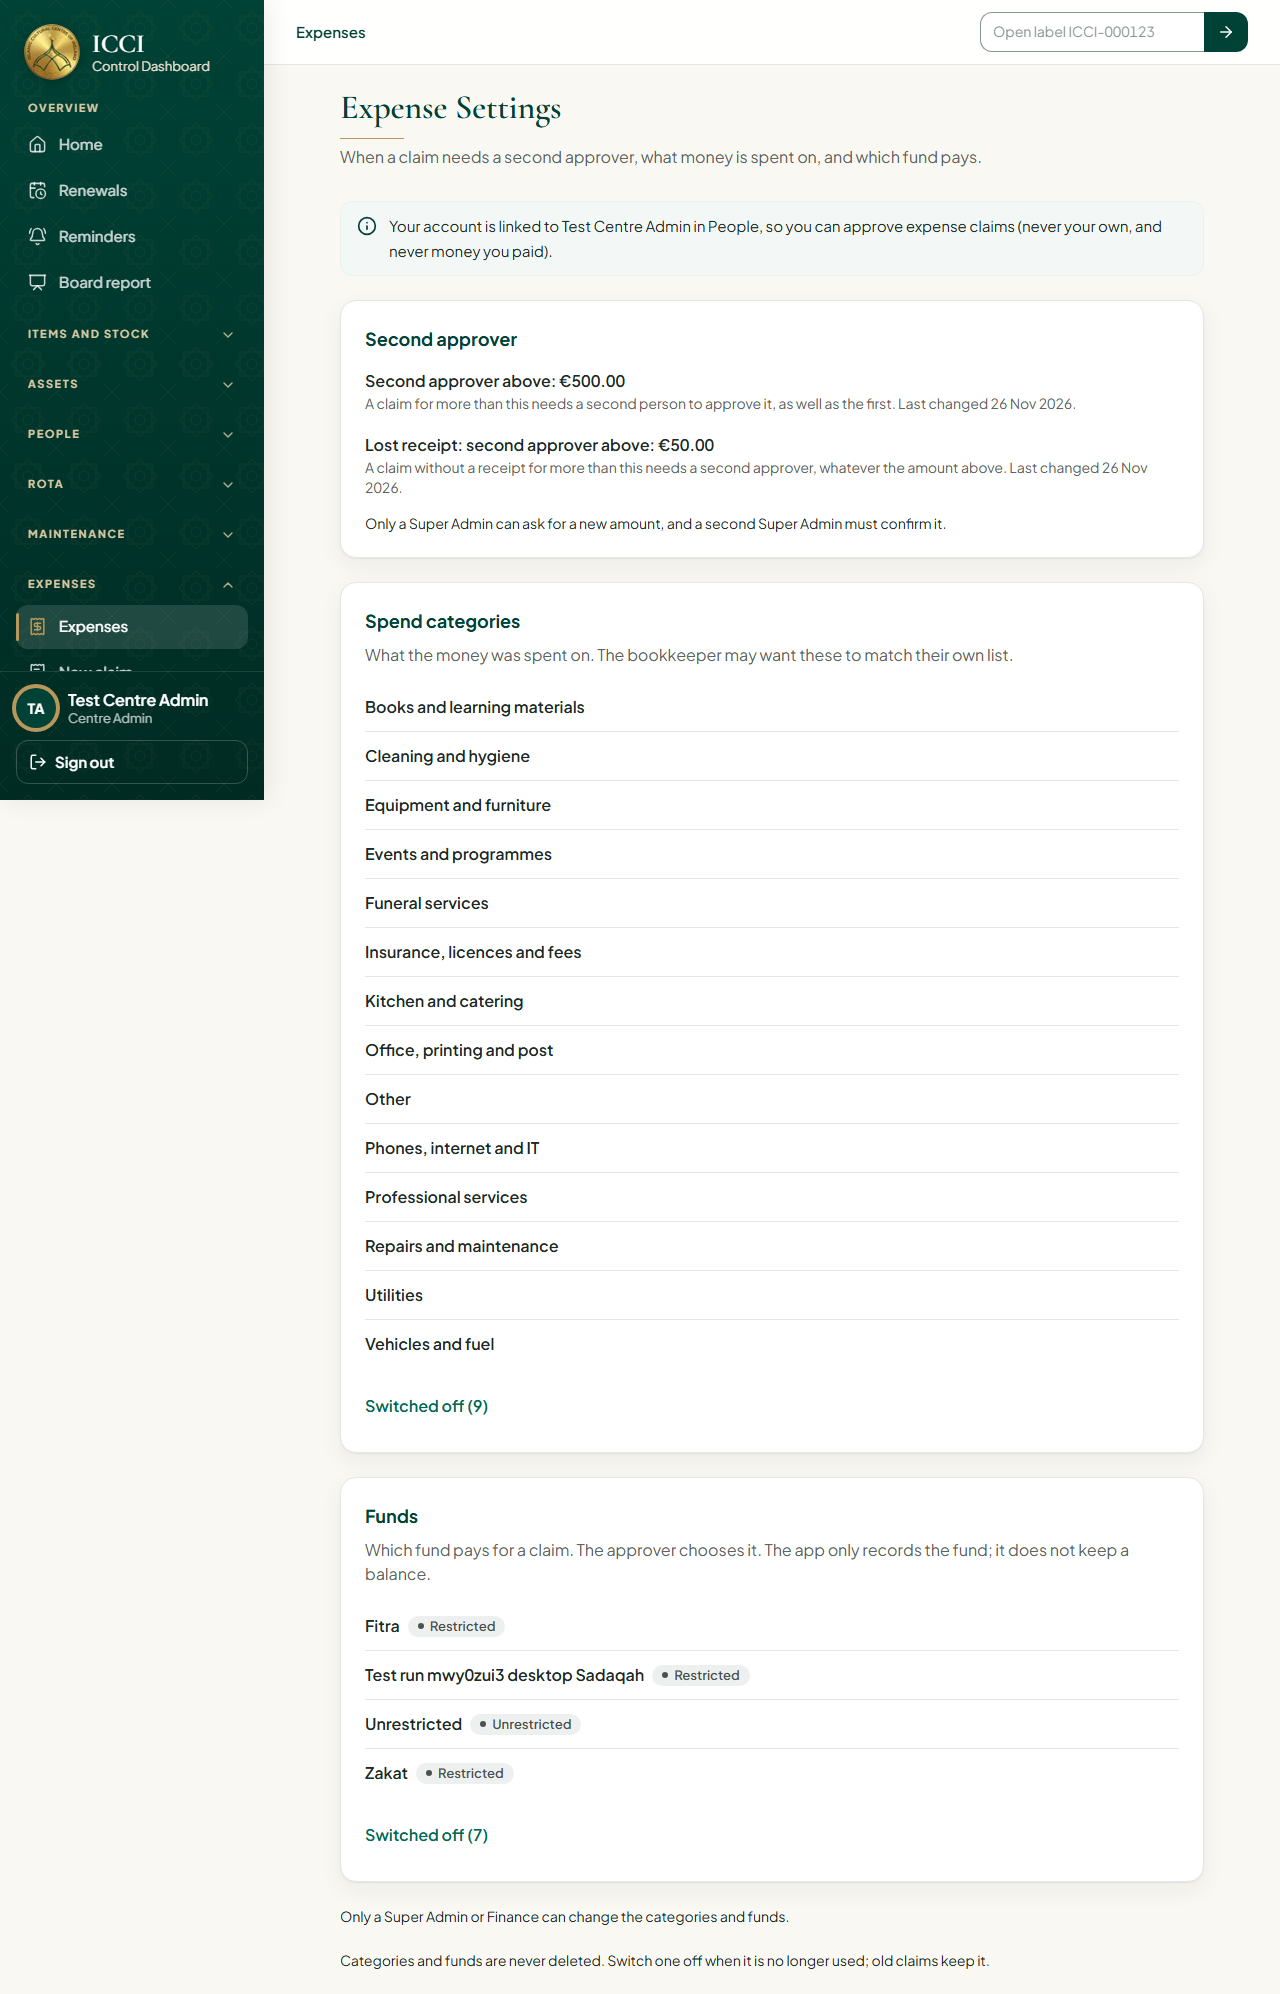 ICCI
Control Dashboard
OVERVIEW
Home
Renewals
Reminders
Board report
ITEMS AND STOCK
ASSETS
PEOPLE
ROTA
MAINTENANCE
EXPENSES
Expenses
New claim
TA
Test Centre Admin
Centre Admin
Sign out
Expenses
Open label ICCI-000123
Expense Settings
When a claim needs a second approver, what money is spent on, and which fund pays.
Your account is linked to Test Centre Admin in People, so you can approve expense claims (never your own, and
never money you paid).
Second approver
Second approver above: €500.00
A claim for more than this needs a second person to approve it, as well as the first. Last changed 26 Nov 2026.
Lost receipt: second approver above: €50.00
A claim without a receipt for more than this needs a second approver, whatever the amount above. Last changed 26 Nov
2026.
Only a Super Admin can ask for a new amount, and a second Super Admin must confirm it.
Spend categories
What the money was spent on. The bookkeeper may want these to match their own list.
Books and learning materials
Cleaning and hygiene
Equipment and furniture
Events and programmes
Funeral services
Insurance, licences and fees
Kitchen and catering
Office, printing and post
Other
Phones, internet and IT
Professional services
Repairs and maintenance
Utilities
Vehicles and fuel
Switched off (9)
Funds
Which fund pays for a claim. The approver chooses it. The app only records the fund; it does not keep a
balance.
Fitra Restricted
Test run mwy0zui3 desktop Sadaqah Restricted
Unrestricted Unrestricted
Zakat Restricted
Switched off (7)
Only a Super Admin or Finance can change the categories and funds.
Categories and funds are never deleted. Switch one off when it is no longer used; old claims keep it.